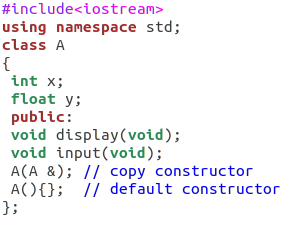 #include<iostream>
using namespace std;
class A
{
 int x;
 float y;
 public:
 void display(void);
 void input(void);
 A(A &); // copy constructor
 A(){};  // default constructor
};